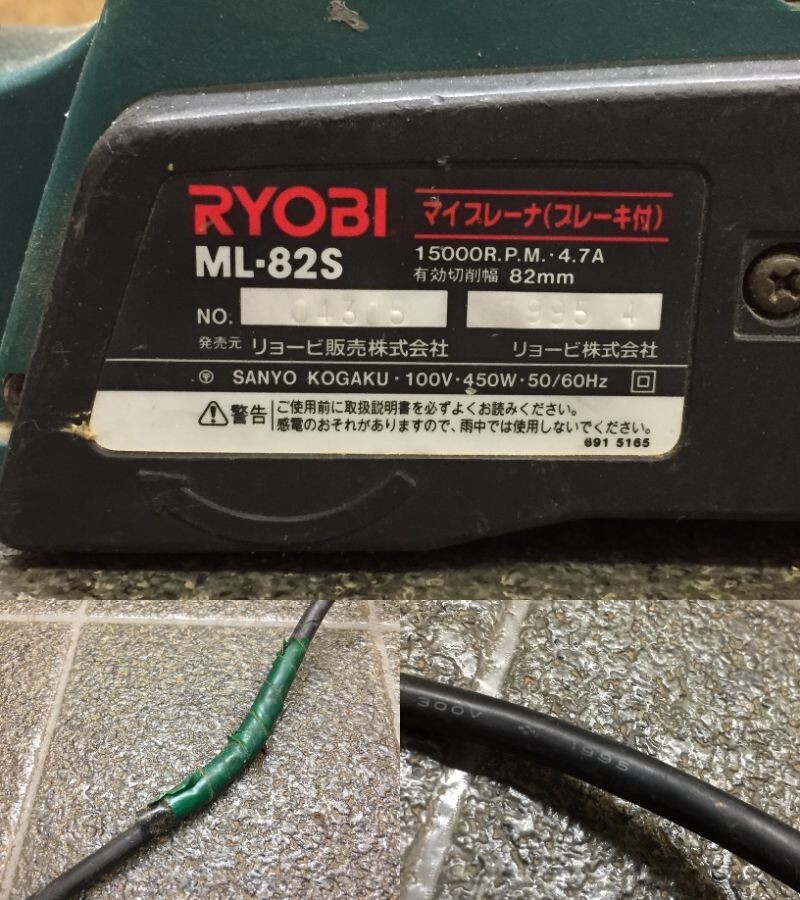 RYOBI
マイプレーナ(ブレーキ付)
ML-82S
15000R.P.M.・4.7A
有効切削幅 82mm
NO. 04305 1995 4
発売元 リョービ販売株式会社 リョービ株式会社
SANYO KOGAKU・100V・450W・50/60Hz
警告 ご使用前に取扱説明書を必ずよくお読みください。
感電のおそれがありますので、雨中では使用しないでください。
691 5165
300V 1995